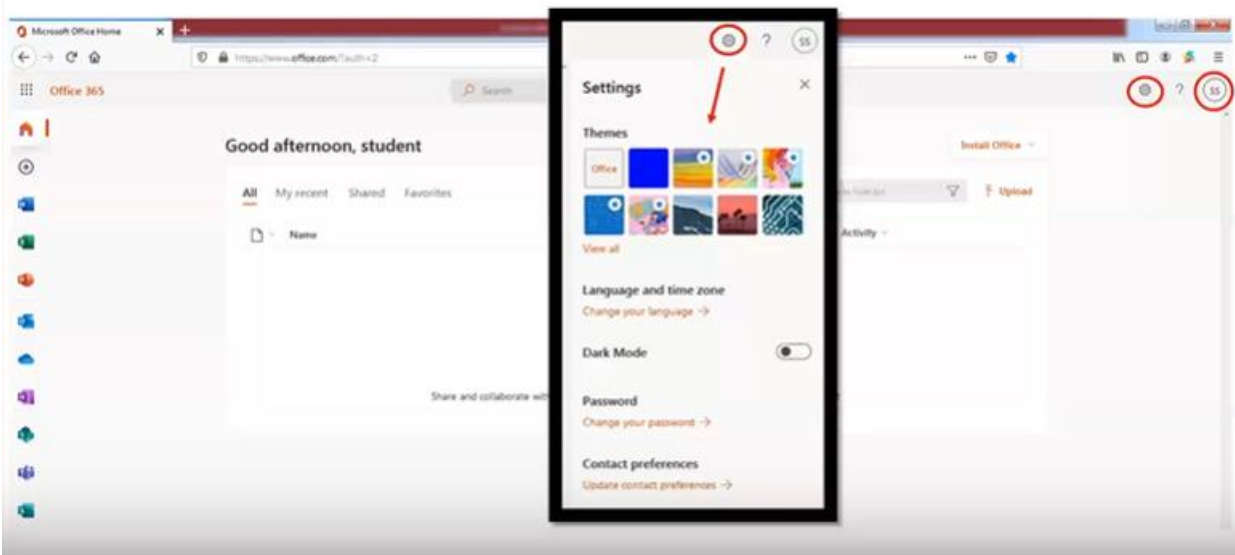 Microsoft Office Home
https://www.office.com/?auth=2
Office 365
Search
? SS
Good afternoon, student
Install Office
All My recent Shared Favorites
Upload
Name
Activity
Share and collaborate with
? SS
Settings
Themes
Office
View all
Language and time zone
Change your language →
Dark Mode
Password
Change your password →
Contact preferences
Update contact preferences →